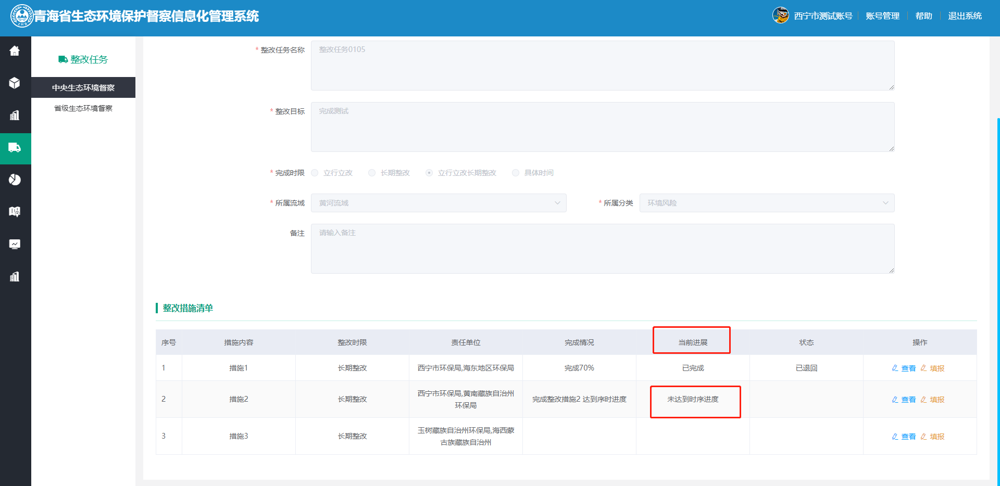 青海省生态环境保护督察信息化管理系统
西宁市测试账号 账号管理 帮助 退出系统
整改任务
中央生态环境督察
省级生态环境督察
* 整改任务名称 整改任务0105
* 整改目标 完成测试
* 完成时限 立行立改 长期整改 立行立改长期整改 具体时间
* 所属流域 黄河流域 * 所属分类 环境风险
备注 请输入备注
整改措施清单
序号 措施内容 整改时限 责任单位 完成情况 当前进展 状态 操作
1 措施1 长期整改 西宁市环保局,海东地区环保局 完成70% 已完成 已退回 查看 填报
2 措施2 长期整改 西宁市环保局,黄南藏族自治州
环保局 完成整改措施2 达到序时进度 未达到时序进度 查看 填报
3 措施3 长期整改 玉树藏族自治州环保局,海西蒙
古族藏族自治州 查看 填报